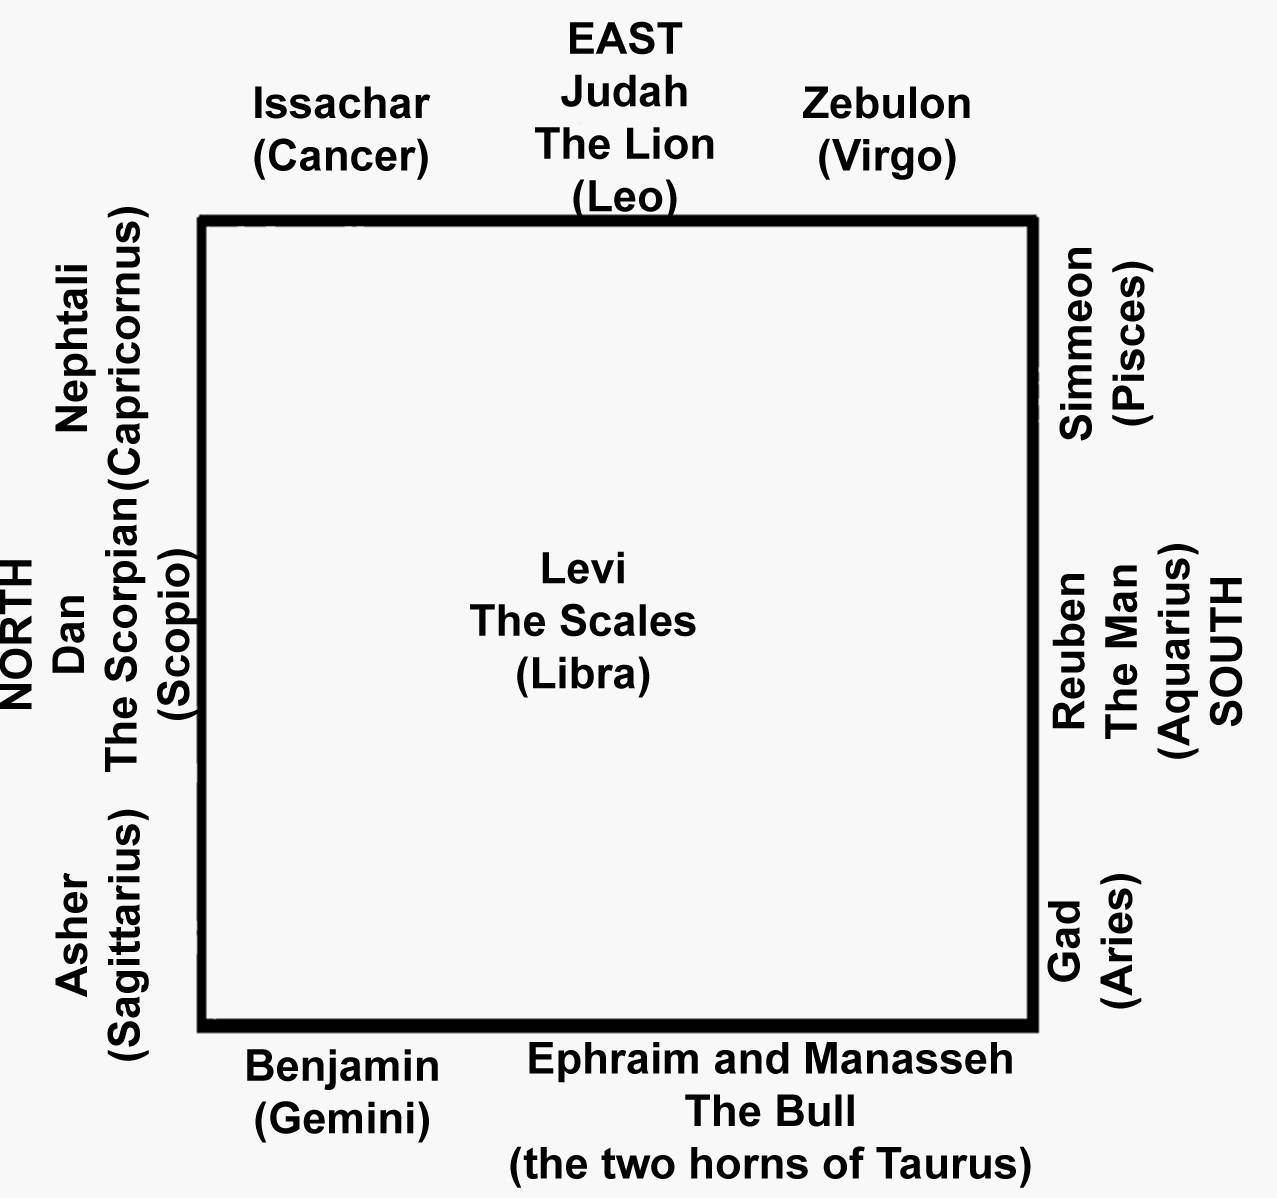 EAST
Issachar
(Cancer)
Judah
The Lion
(Leo)
Zebulon
(Virgo)
Nephtali
(Capricornus)
NORTH
Dan
The Scorpian
(Scopio)
Asher
(Sagittarius)
Levi
The Scales
(Libra)
Simmeon
(Pisces)
Reuben
The Man
(Aquarius)
SOUTH
Gad
(Aries)
Benjamin
(Gemini)
Ephraim and Manasseh
The Bull
(the two horns of Taurus)